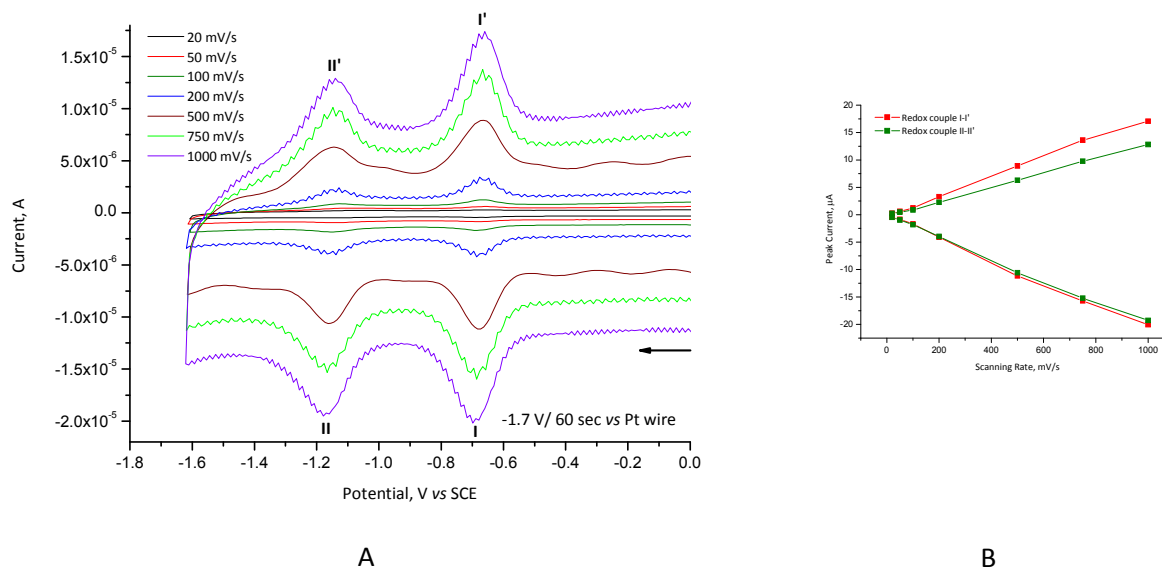 I'
II'
20 mV/s
50 mV/s
100 mV/s
200 mV/s
500 mV/s
750 mV/s
1000 mV/s
1.5x10⁻⁵
1.0x10⁻⁵
5.0x10⁻⁶
0.0
-5.0x10⁻⁶
-1.0x10⁻⁵
-1.5x10⁻⁵
-2.0x10⁻⁵
Current, A
II
I
-1.7 V/ 60 sec vs Pt wire
-1.8 -1.6 -1.4 -1.2 -1.0 -0.8 -0.6 -0.4 -0.2 0.0
Potential, V vs SCE
A
Redox couple I-I'
Redox couple II-II'
20
15
10
5
0
-5
-10
-15
-20
Peak Current, µA
0 200 400 600 800 1000
Scanning Rate, mV/s
B